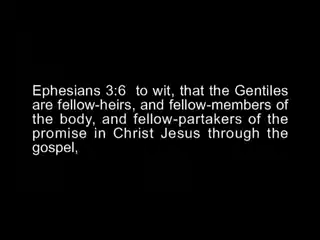 Ephesians 3:6  to wit, that the Gentiles
are fellow-heirs, and fellow-members of
the body, and fellow-partakers of the
promise in Christ Jesus through the
gospel,